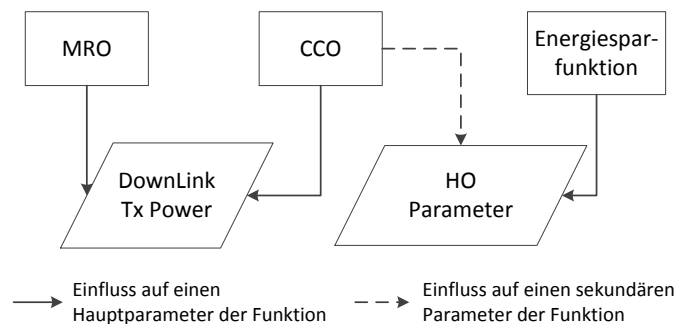 MRO
CCO
Energiespar-
funktion
DownLink
Tx Power
HO
Parameter
Einfluss auf einen
Hauptparameter der Funktion
Einfluss auf einen sekundären
Parameter der Funktion